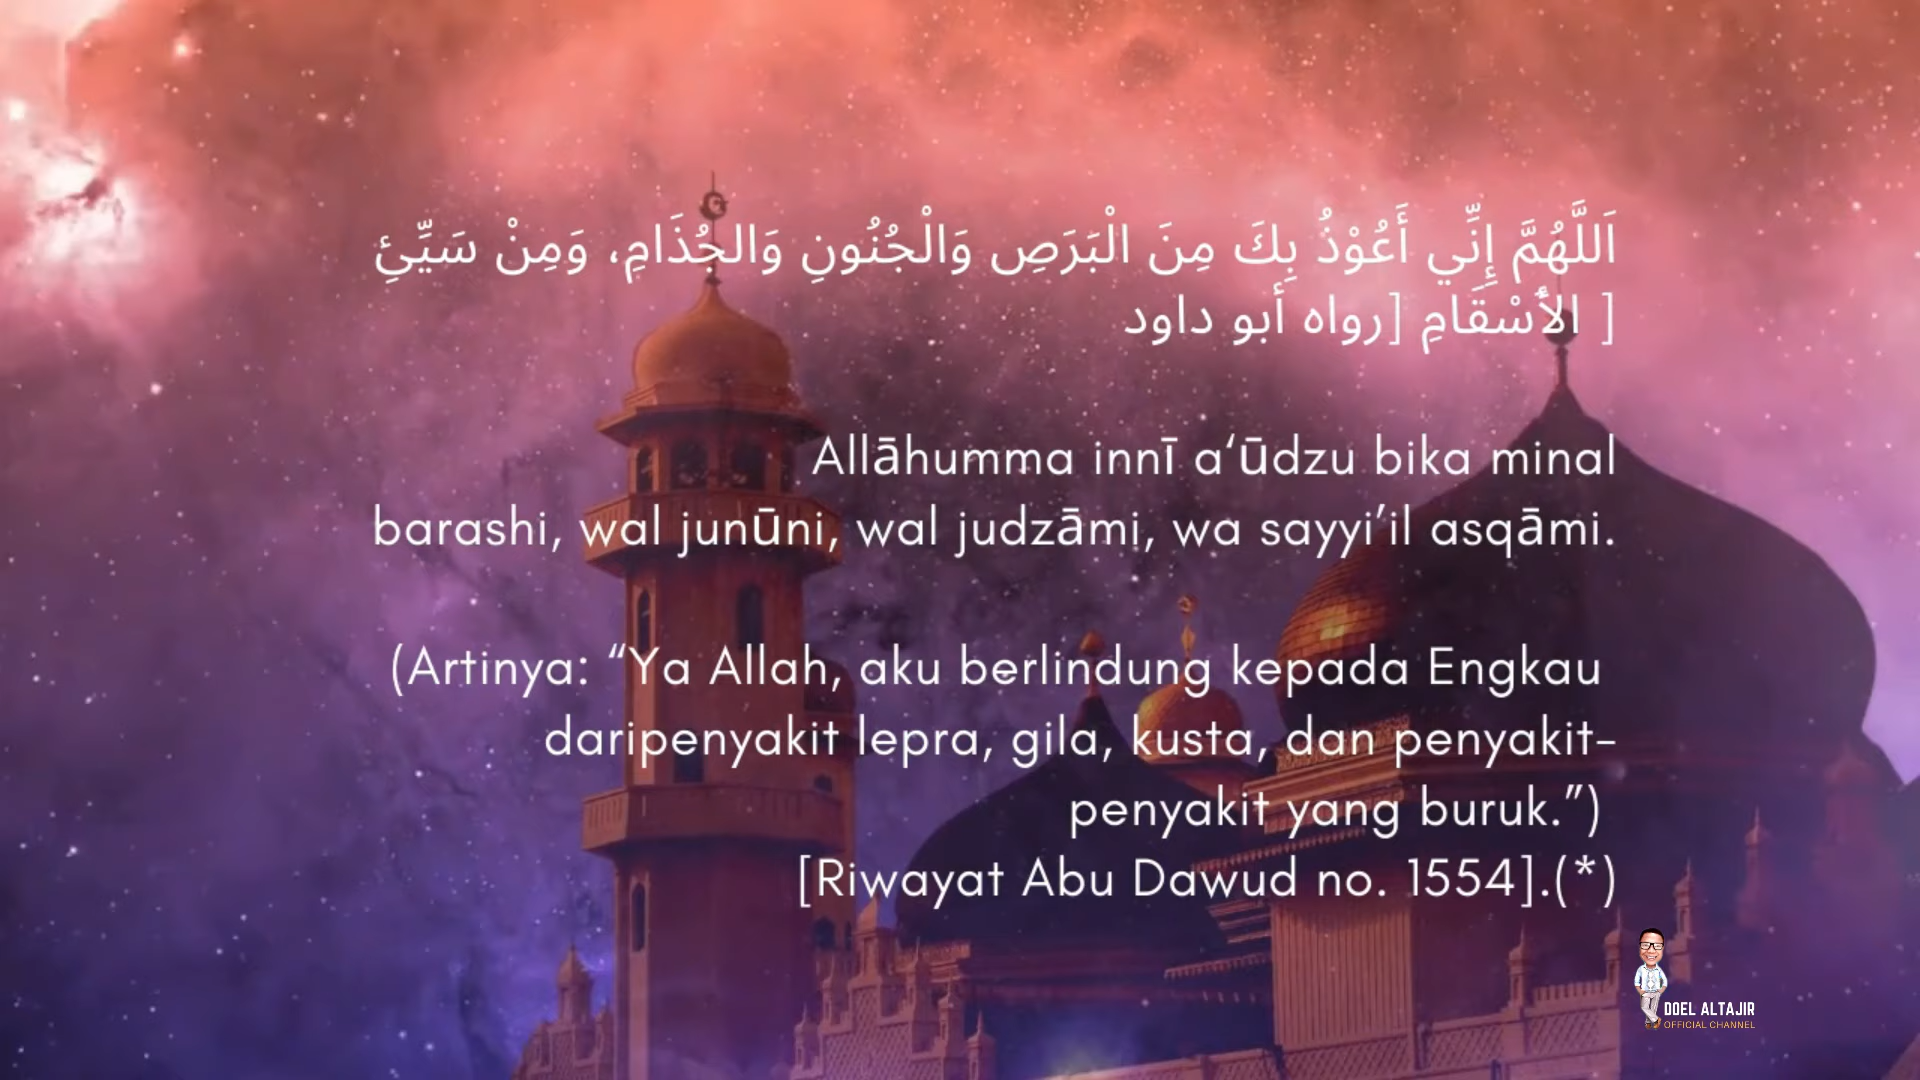 اَللَّهُمَّ إِنِّي أَعُوْذُ بِكَ مِنَ الْبَرَصِ وَالْجُنُونِ وَالجُذَامِ، وَمِنْ سَيِّئِ
[ الأَسْقَامِ [رواه أبو داود
Allāhumma innī a‘ūdzu bika minal
barashi, wal junūni, wal judzāmi, wa sayyi’il asqāmi.
(Artinya: “Ya Allah, aku berlindung kepada Engkau
daripenyakit lepra, gila, kusta, dan penyakit-
penyakit yang buruk.”)
[Riwayat Abu Dawud no. 1554].(*)
DOEL ALTAJIR
OFFICIAL CHANNEL